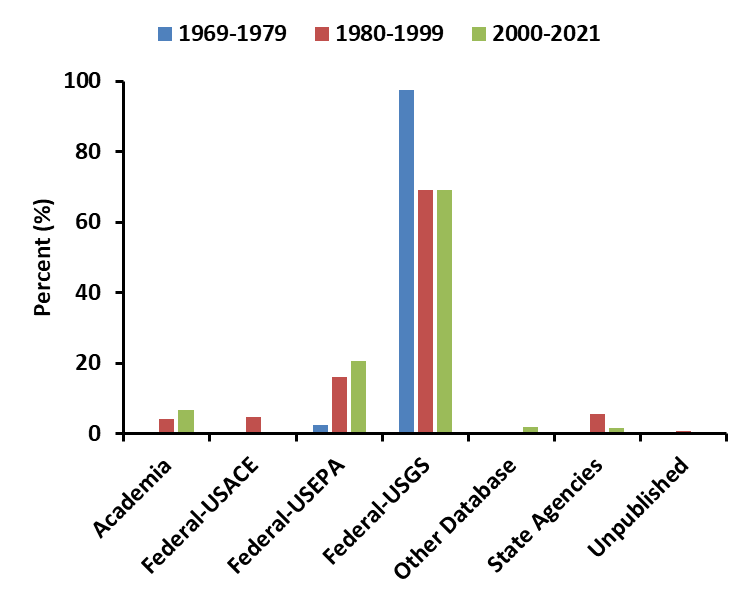 1969-1979 1980-1999 2000-2021
100
80
60
40
20
0
Percent (%)
Academia
Federal-USACE
Federal-USEPA
Federal-USGS
Other Database
State Agencies
Unpublished